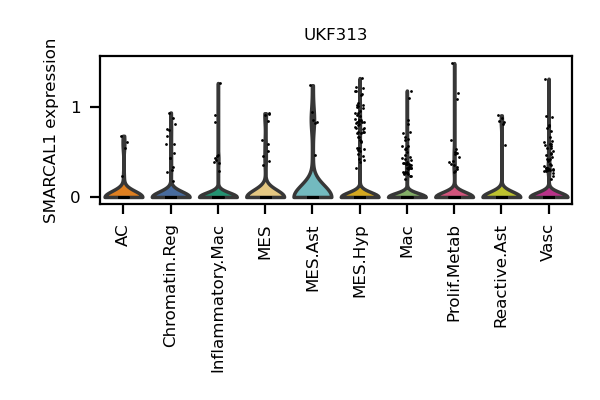 UKF313
SMARCAL1 expression
1
0
AC
Chromatin.Reg
Inflammatory.Mac
MES
MES.Ast
MES.Hyp
Mac
Prolif.Metab
Reactive.Ast
Vasc